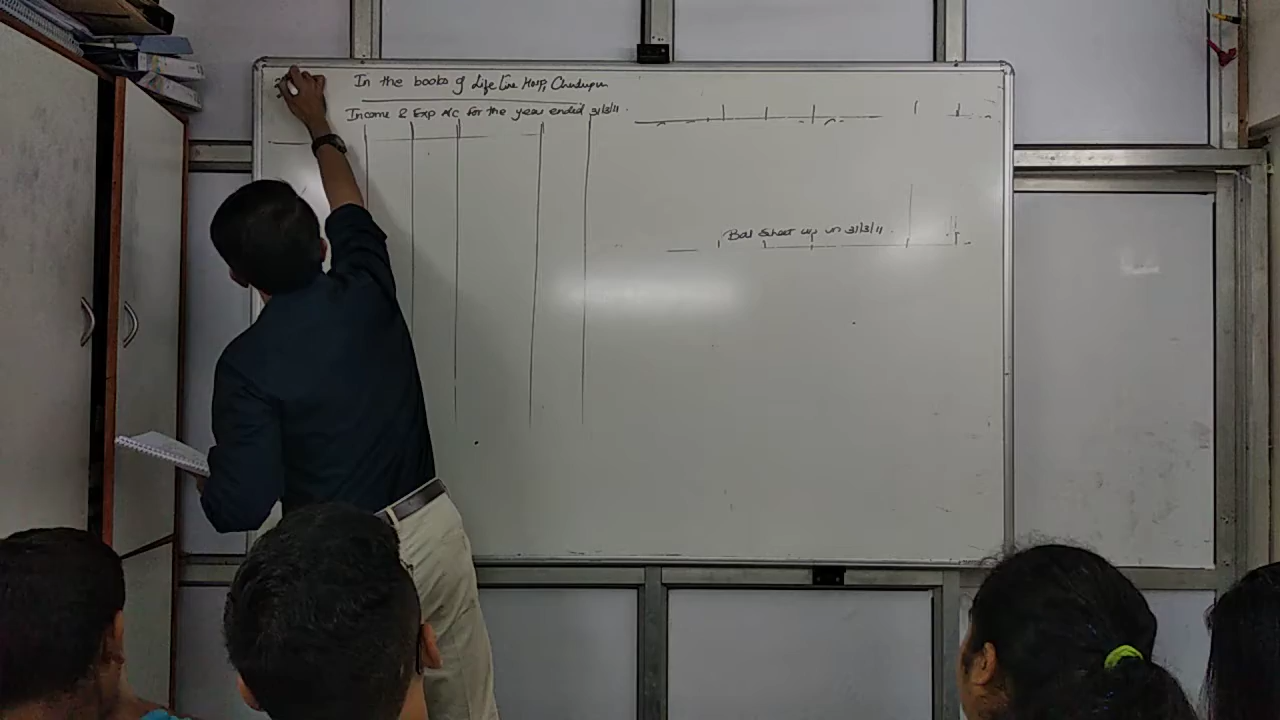 In the books of Life Line Hosp, Chandrapur
Income & Exp A/C for the year ended 31/3/11.
Bal Sheet as on 31/3/11.